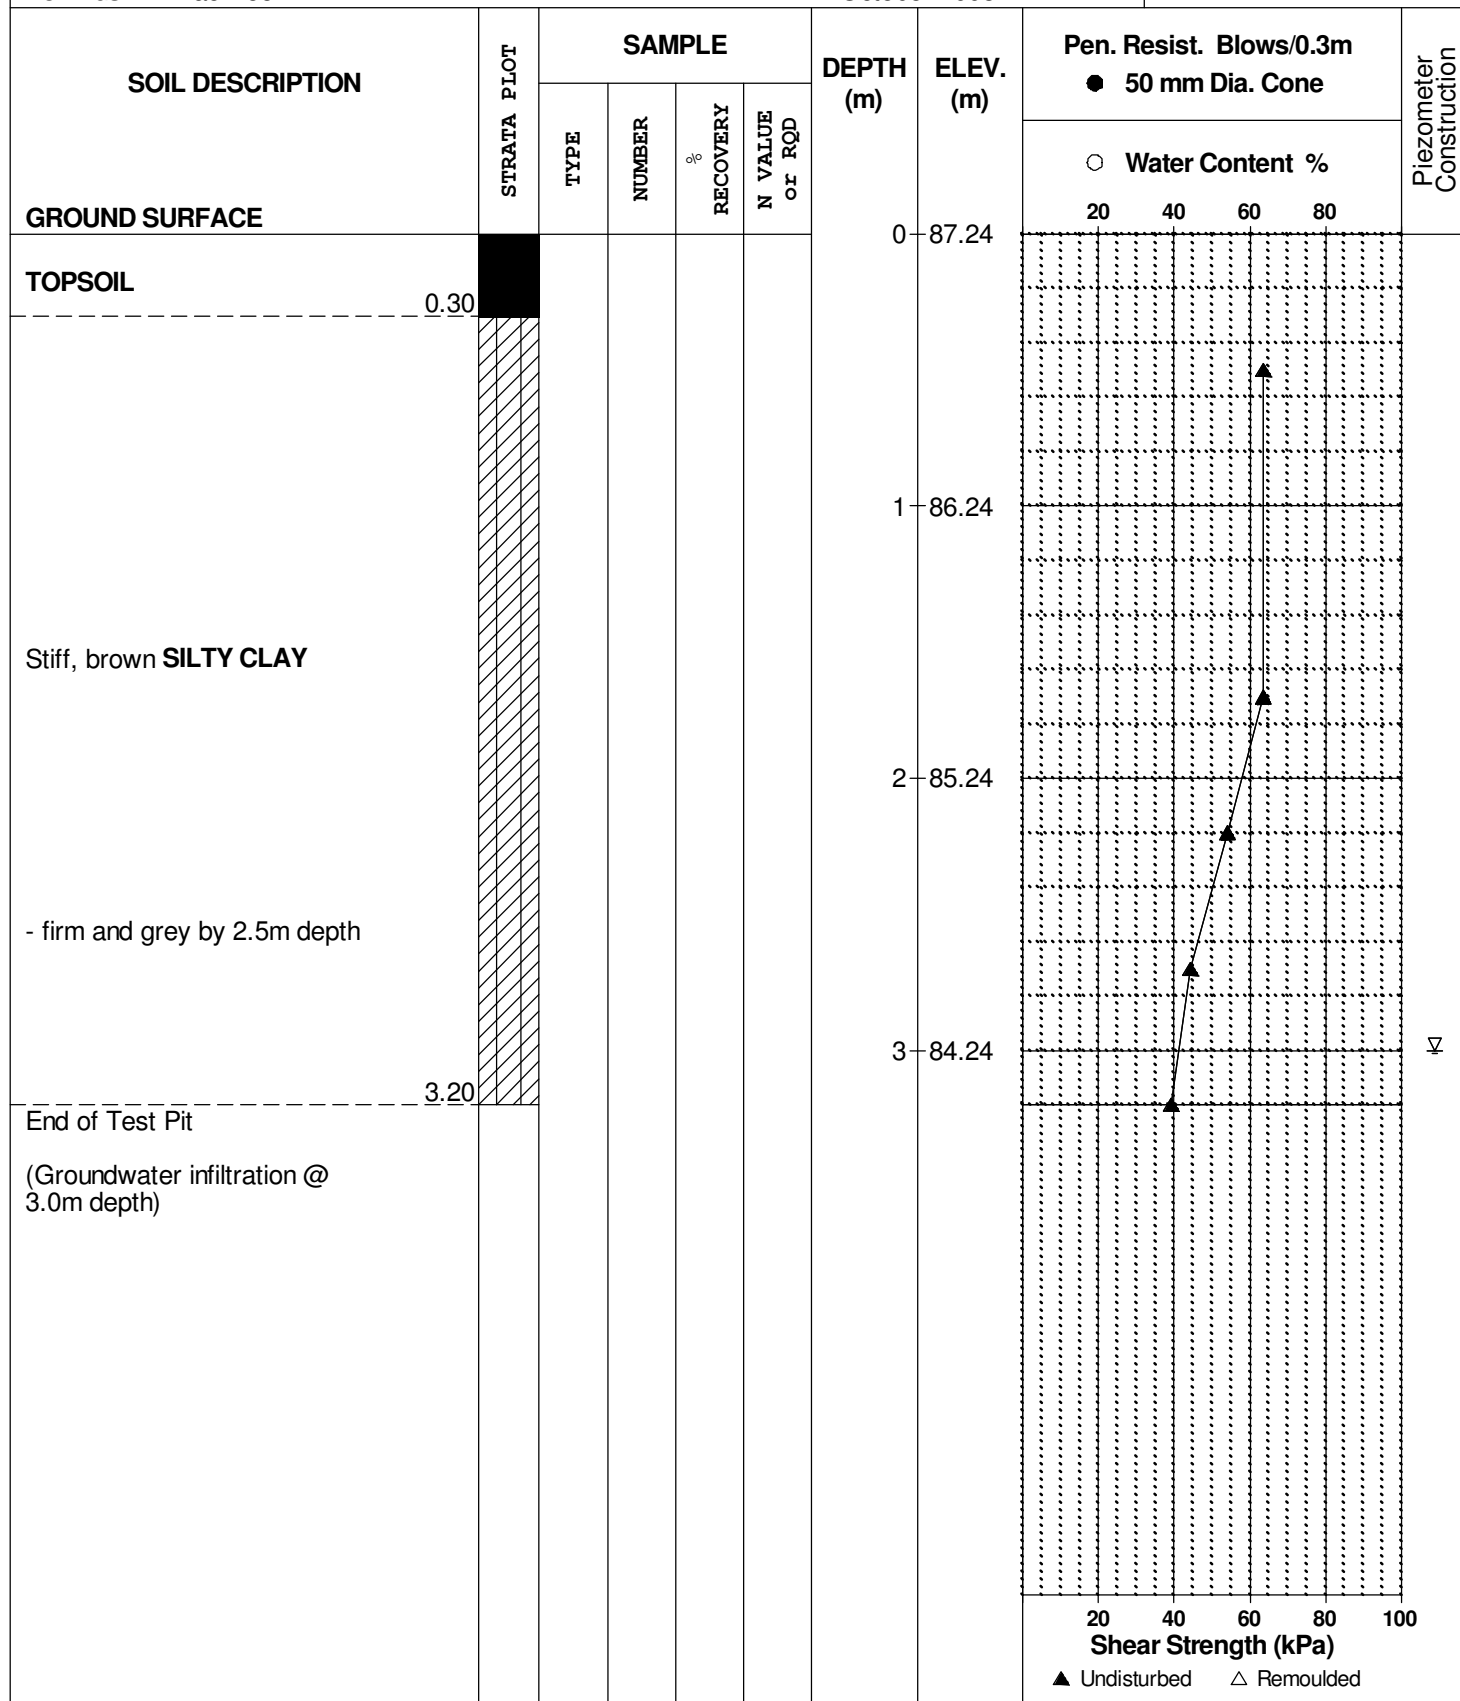 SOIL DESCRIPTION
GROUND SURFACE
STRATA PLOT
SAMPLE
TYPE
NUMBER
% RECOVERY
N VALUE
or RQD
DEPTH
(m)
ELEV.
(m)
Pen. Resist. Blows/0.3m
● 50 mm Dia. Cone
○ Water Content %
20 40 60 80
Piezometer
Construction
0 87.24
TOPSOIL
0.30
1 86.24
Stiff, brown SILTY CLAY
2 85.24
- firm and grey by 2.5m depth
3 84.24
3.20
End of Test Pit
(Groundwater infiltration @
3.0m depth)
20 40 60 80 100
Shear Strength (kPa)
▲ Undisturbed △ Remoulded